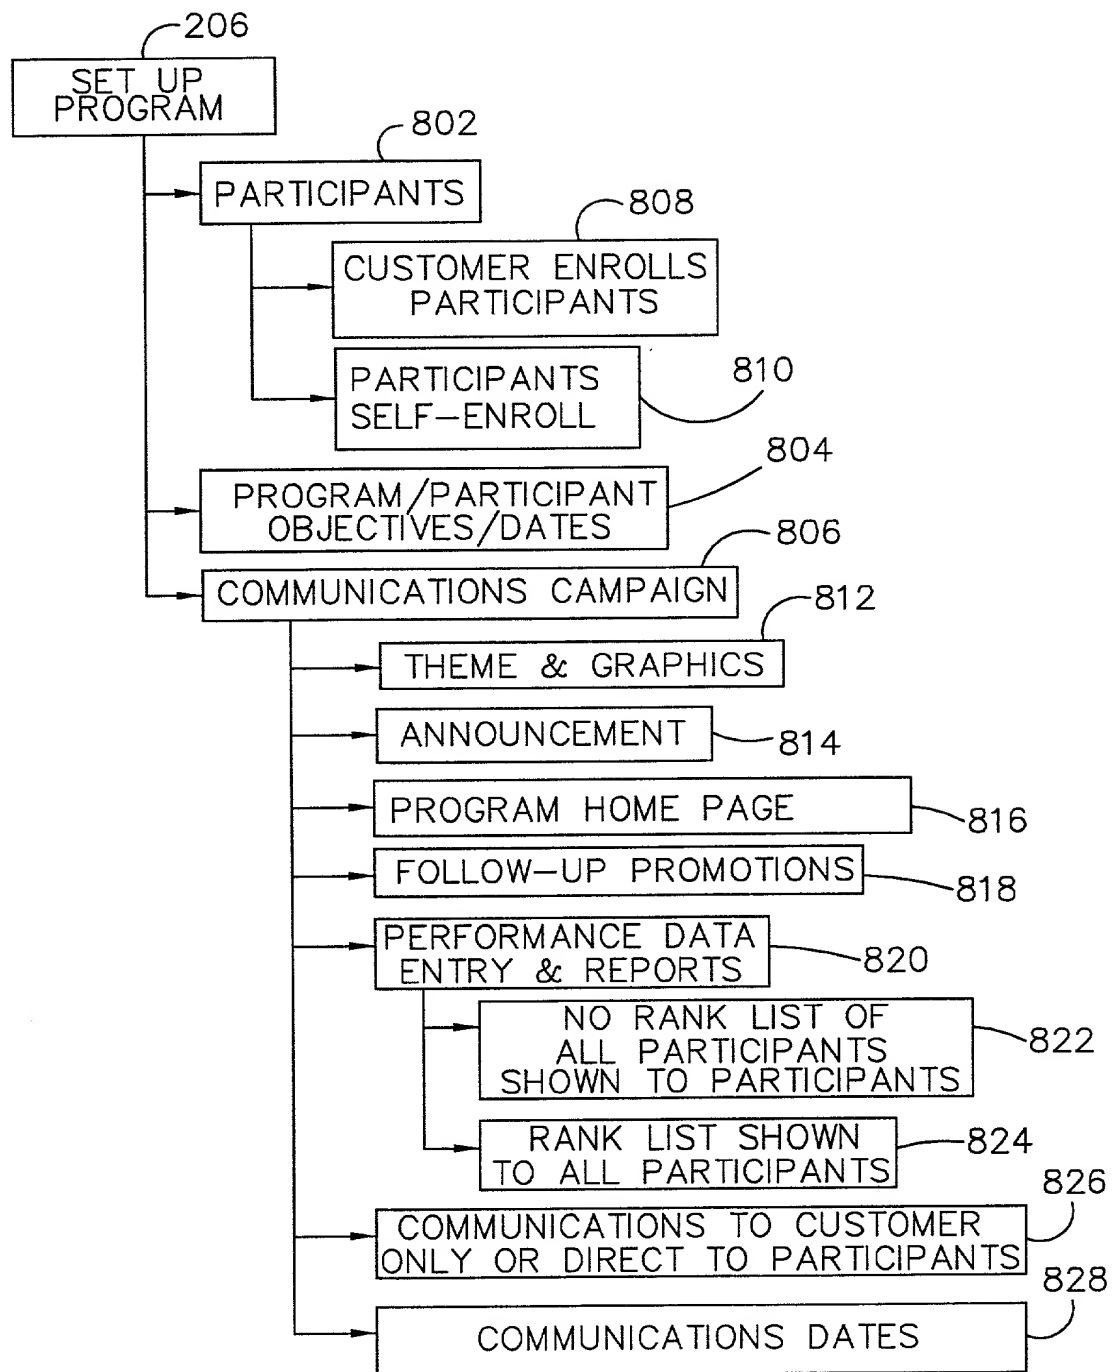 206
SET UP
PROGRAM
802
PARTICIPANTS
808
CUSTOMER ENROLLS
PARTICIPANTS
810
PARTICIPANTS
SELF-ENROLL
804
PROGRAM/PARTICIPANT
OBJECTIVES/DATES
806
COMMUNICATIONS CAMPAIGN
812
THEME & GRAPHICS
ANNOUNCEMENT
814
PROGRAM HOME PAGE
816
FOLLOW-UP PROMOTIONS
818
PERFORMANCE DATA
ENTRY & REPORTS
820
NO RANK LIST OF
ALL PARTICIPANTS
SHOWN TO PARTICIPANTS
822
RANK LIST SHOWN
TO ALL PARTICIPANTS
824
826
COMMUNICATIONS TO CUSTOMER
ONLY OR DIRECT TO PARTICIPANTS
828
COMMUNICATIONS DATES